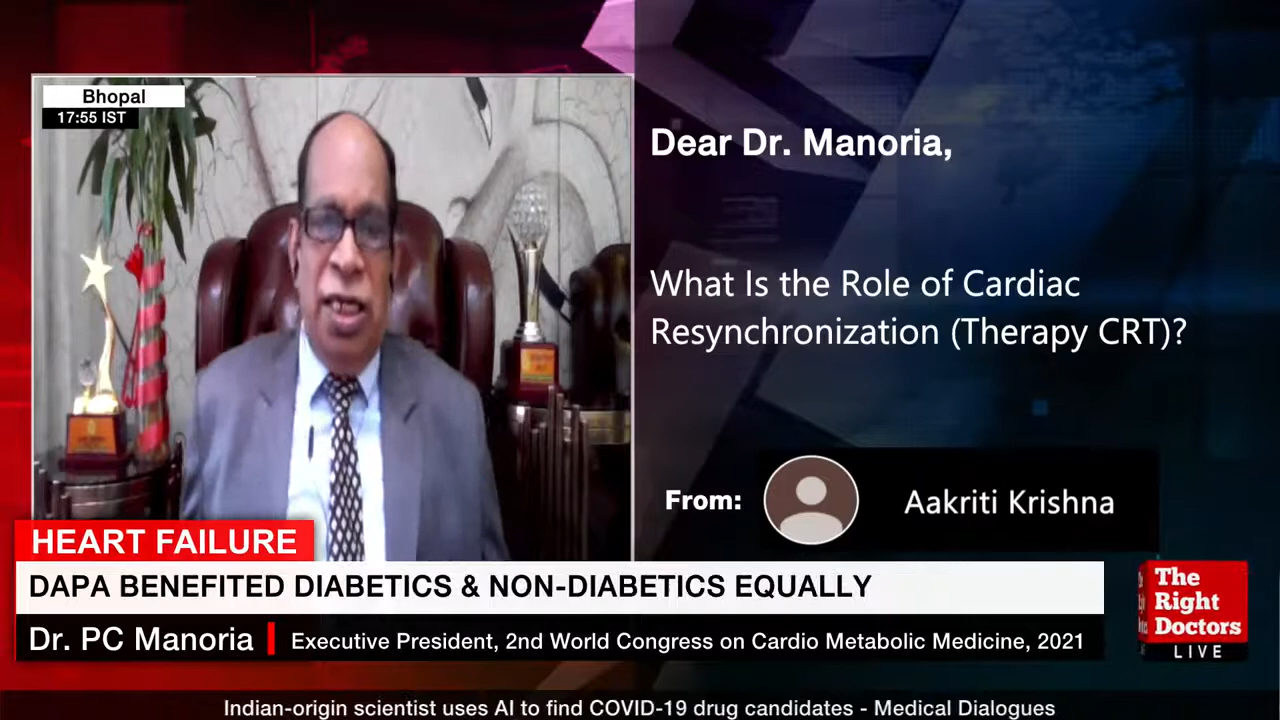 Bhopal
17:55 IST
Dear Dr. Manoria,
What Is the Role of Cardiac
Resynchronization (Therapy CRT)?
From:
Aakriti Krishna
HEART FAILURE
DAPA BENEFITED DIABETICS & NON-DIABETICS EQUALLY
Dr. PC Manoria
Executive President, 2nd World Congress on Cardio Metabolic Medicine, 2021
The
Right
Doctors
LIVE
Indian-origin scientist uses AI to find COVID-19 drug candidates - Medical Dialogues